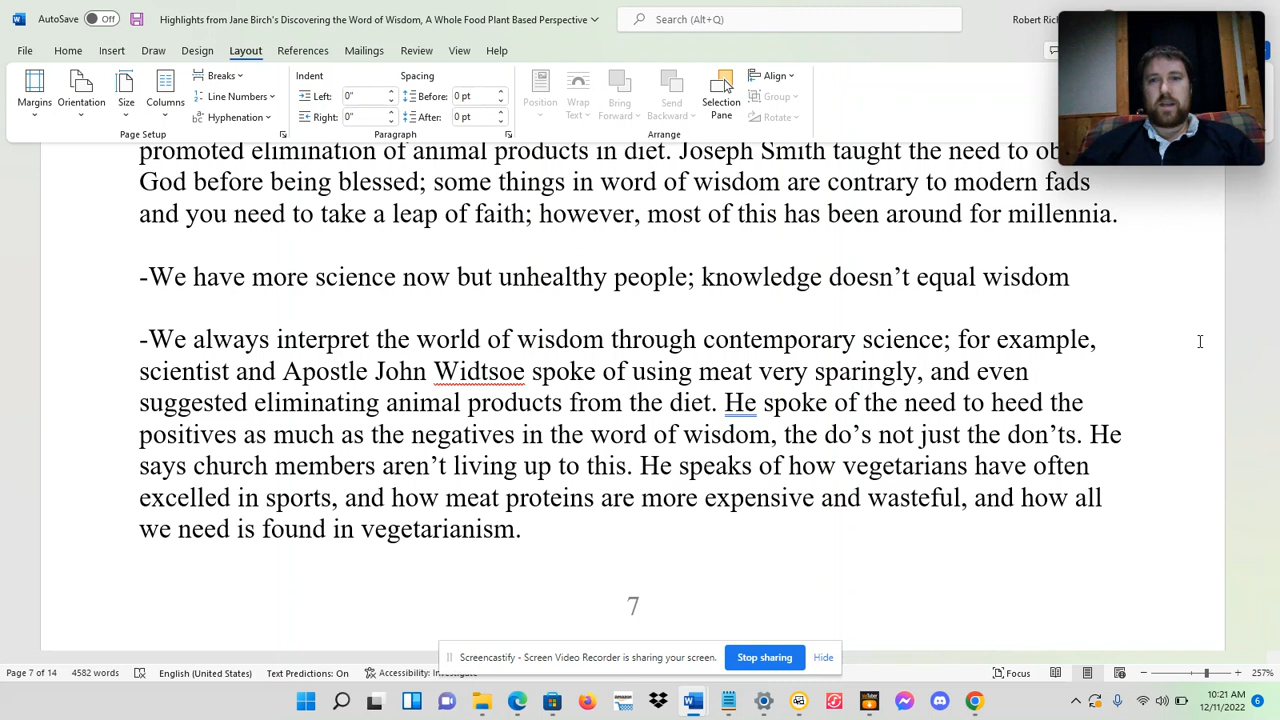 AutoSave Off Highlights from Jane Birch's Discovering the Word of Wisdom, A Whole Food Plant Based Perspective Search (Alt+Q) Robert Ric
File Home Insert Draw Design Layout References Mailings Review View Help
Margins Orientation Size Columns Breaks Line Numbers Hyphenation
Page Setup
Indent Spacing
Left: 0" Before: 0 pt
Right: 0" After: 0 pt
Paragraph
Position Wrap Text Bring Forward Send Backward Selection Pane Align Group Rotate
Arrange
promoted elimination of animal products in diet. Joseph Smith taught the need to
God before being blessed; some things in word of wisdom are contrary to modern fads
and you need to take a leap of faith; however, most of this has been around for millennia.
-We have more science now but unhealthy people; knowledge doesn’t equal wisdom
-We always interpret the world of wisdom through contemporary science; for example,
scientist and Apostle John Widtsoe spoke of using meat very sparingly, and even
suggested eliminating animal products from the diet. He spoke of the need to heed the
positives as much as the negatives in the word of wisdom, the do’s not just the don’ts. He
says church members aren’t living up to this. He speaks of how vegetarians have often
excelled in sports, and how meat proteins are more expensive and wasteful, and how all
we need is found in vegetarianism.
7
Screencastify - Screen Video Recorder is sharing your screen. Stop sharing Hide
Page 7 of 14 4582 words English (United States) Text Predictions: On Accessibility: Investigate Focus 257%
10:21 AM
12/11/2022 6